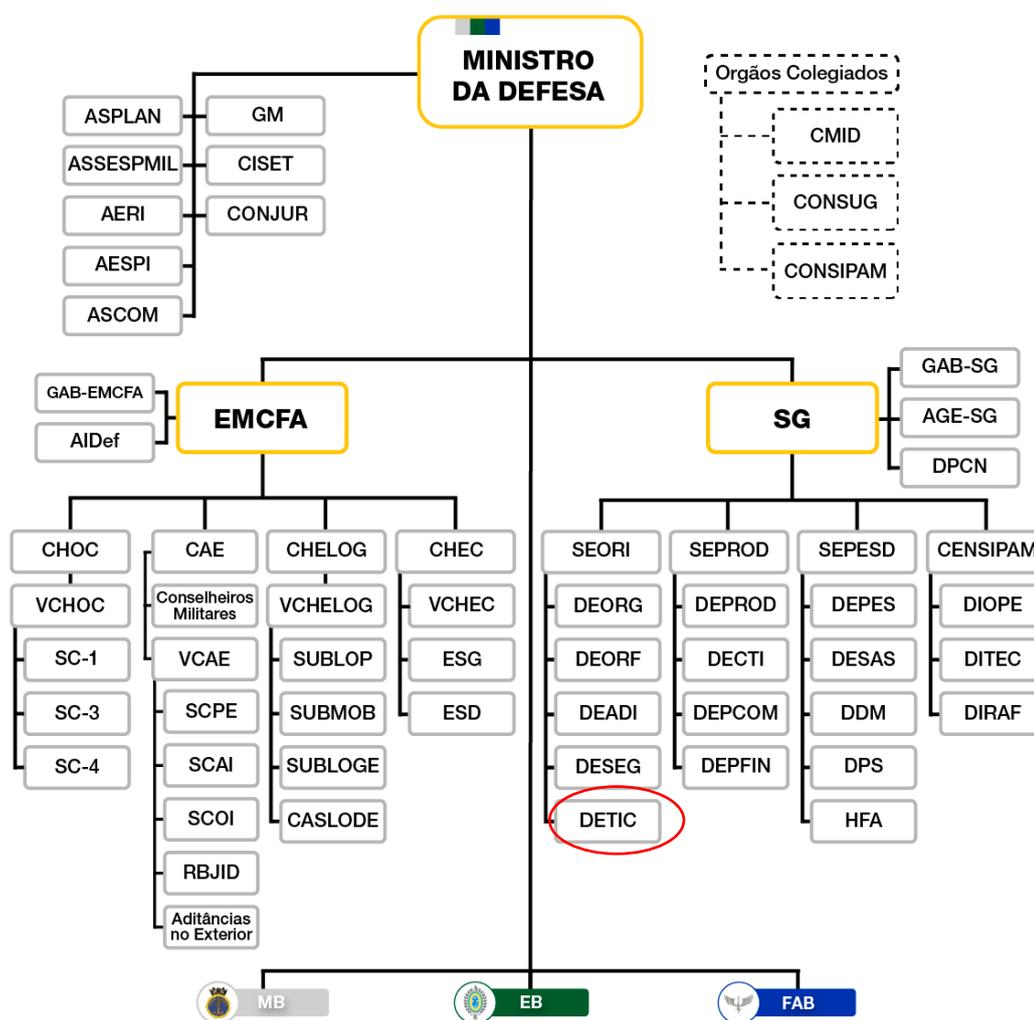 MINISTRO
DA DEFESA
Orgãos Colegiados
CMID
CONSUG
CONSIPAM
ASPLAN
GM
ASSESPMIL
CISET
AERI
CONJUR
AESPI
ASCOM
GAB-EMCFA
AIDef
EMCFA
SG
GAB-SG
AGE-SG
DPCN
CHOC
VCHOC
SC-1
SC-3
SC-4
CAE
Conselheiros
Militares
VCAE
SCPE
SCAI
SCOI
RBJID
Aditâncias
no Exterior
CHELOG
VCHELOG
SUBLOP
SUBMOB
SUBLOGE
CASLODE
CHEC
VCHEC
ESG
ESD
SEORI
DEORG
DEORF
DEADI
DESEG
DETIC
SEPROD
DEPROD
DECTI
DEPCOM
DEPFIN
SEPESD
DEPES
DESAS
DDM
DPS
HFA
CENSIPAM
DIOPE
DITEC
DIRAF
MB
EB
FAB